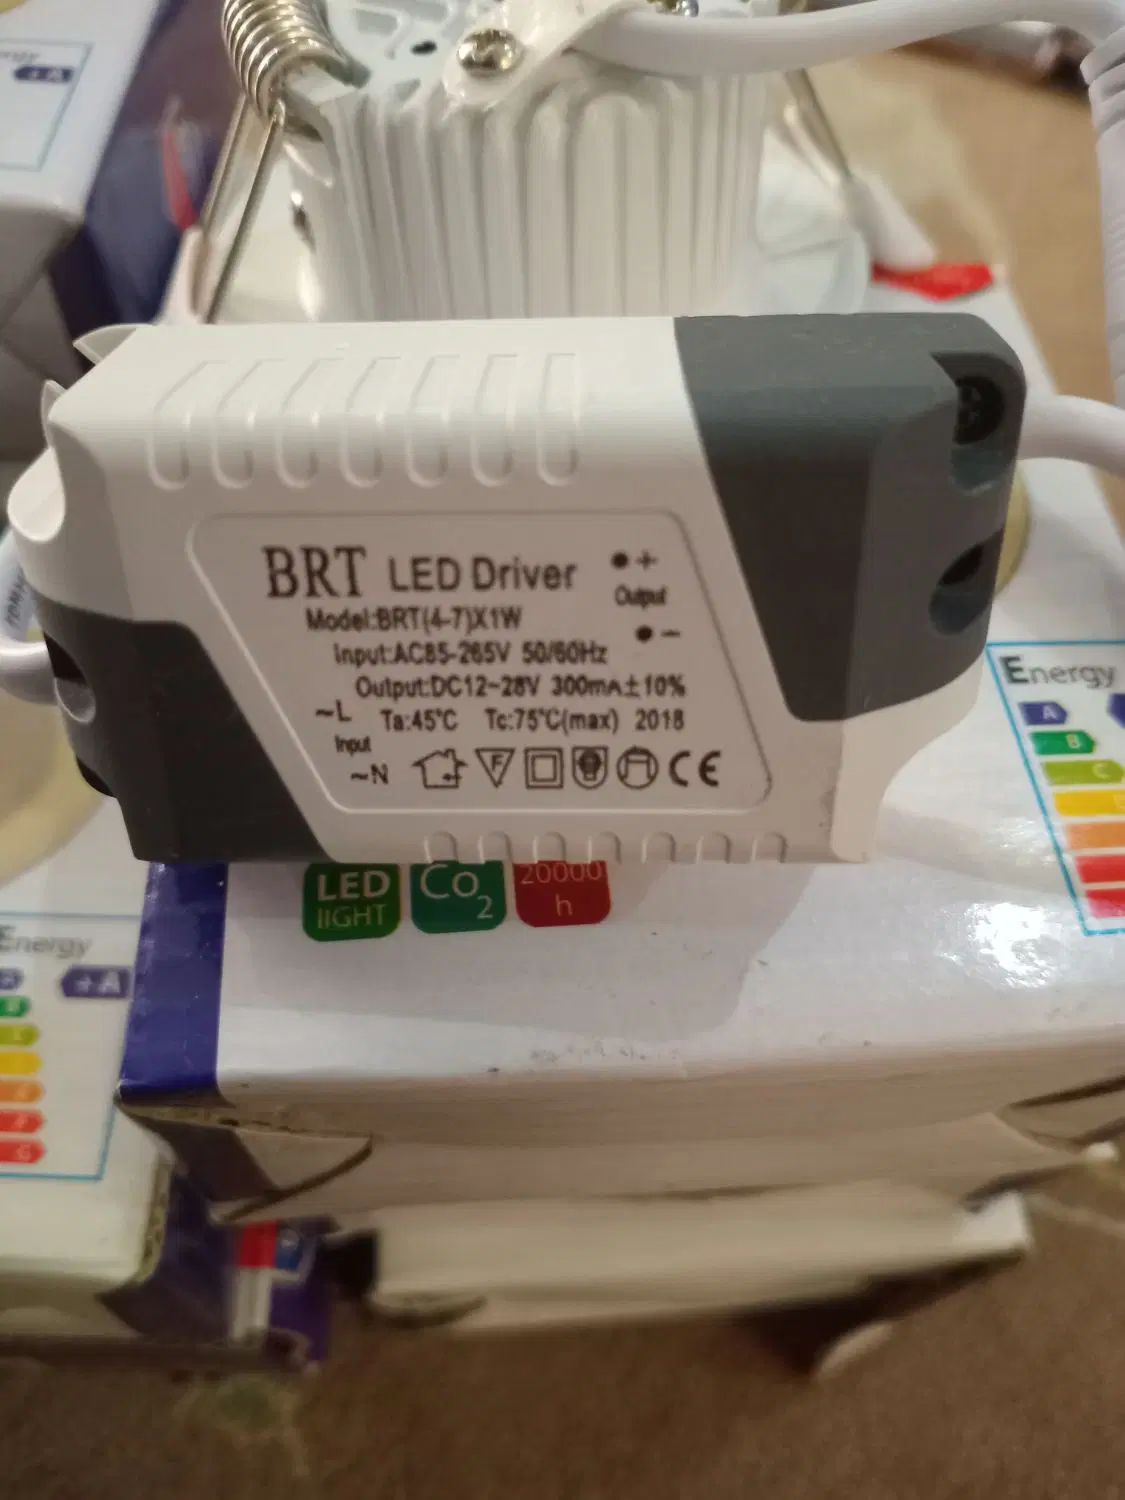 +A
BRT LED Driver
+
Output
−
Model:BRT(4-7)X1W
Input:AC85-265V 50/60Hz
Output:DC12~28V 300mA±10%
~L
Ta:45℃ Tc:75℃(max) 2018
Input
~N
F
CE
Energy
A
B
C
LED
lIGHT
Co2
20000
h
Energy
+A
G